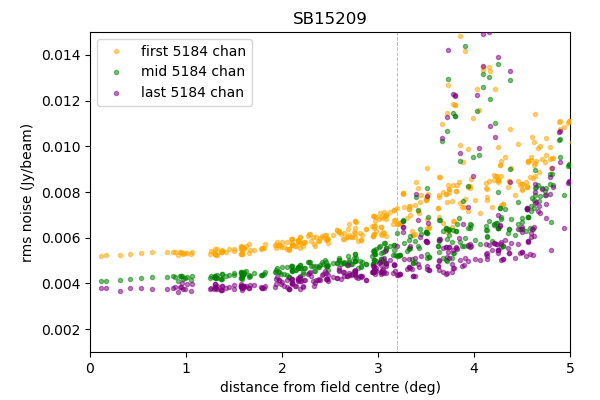 SB15209
first 5184 chan
mid 5184 chan
last 5184 chan
rms noise (Jy/beam)
0.014
0.012
0.010
0.008
0.006
0.004
0.002
0 1 2 3 4 5
distance from field centre (deg)